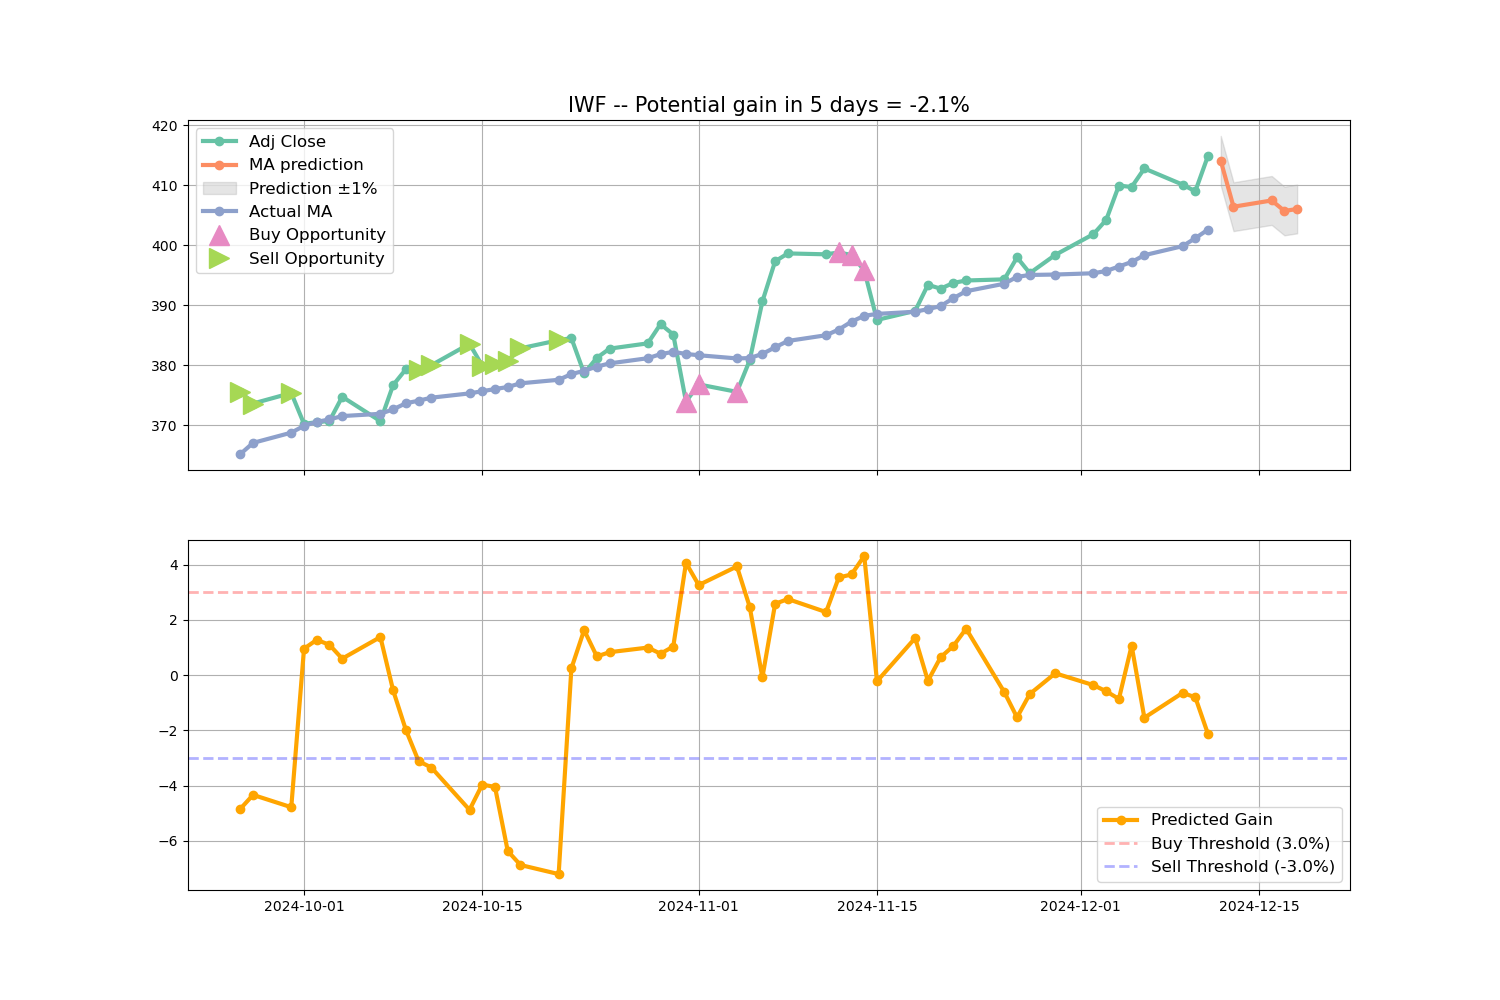 IWF -- Potential gain in 5 days = -2.1%
420
410
400
390
380
370
Adj Close
MA prediction
Prediction ±1%
Actual MA
Buy Opportunity
Sell Opportunity
4
2
0
−2
−4
−6
Predicted Gain
Buy Threshold (3.0%)
Sell Threshold (-3.0%)
2024-10-01
2024-10-15
2024-11-01
2024-11-15
2024-12-01
2024-12-15